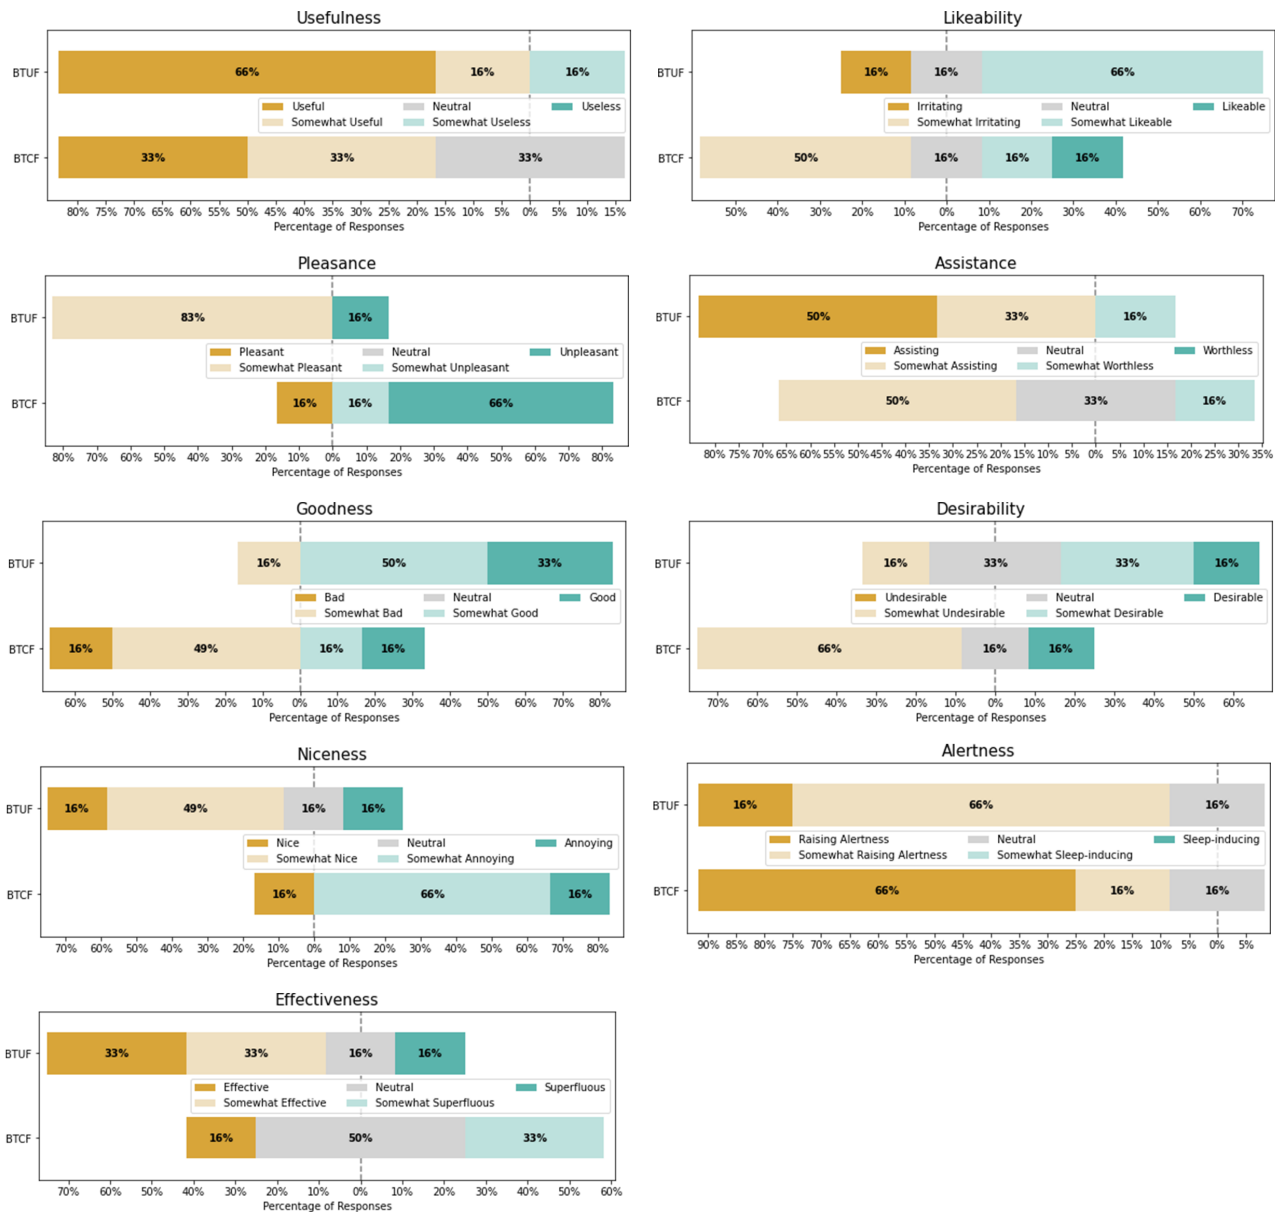 Usefulness
BTUF
66% 16% 16%
Useful Neutral Useless
Somewhat Useful Somewhat Useless
BTCF
33% 33% 33%
80% 75% 70% 65% 60% 55% 50% 45% 40% 35% 30% 25% 20% 15% 10% 5% 0% 5% 10% 15%
Percentage of Responses
Likeability
BTUF
16% 16% 66%
Irritating Neutral Likeable
Somewhat Irritating Somewhat Likeable
BTCF
50% 16% 16% 16%
50% 40% 30% 20% 10% 0% 10% 20% 30% 40% 50% 60% 70%
Percentage of Responses
Pleasance
BTUF
83% 16%
Pleasant Neutral Unpleasant
Somewhat Pleasant Somewhat Unpleasant
BTCF
16% 16% 66%
80% 70% 60% 50% 40% 30% 20% 10% 0% 10% 20% 30% 40% 50% 60% 70% 80%
Percentage of Responses
Assistance
BTUF
50% 33% 16%
Assisting Neutral Worthless
Somewhat Assisting Somewhat Worthless
BTCF
50% 33% 16%
80% 75% 70% 65% 60% 55% 50% 45% 40% 35% 30% 25% 20% 15% 10% 5% 0% 5% 10% 15% 20% 25% 30% 35%
Percentage of Responses
Goodness
BTUF
16% 50% 33%
Bad Neutral Good
Somewhat Bad Somewhat Good
BTCF
16% 49% 16% 16%
60% 50% 40% 30% 20% 10% 0% 10% 20% 30% 40% 50% 60% 70% 80%
Percentage of Responses
Desirability
BTUF
16% 33% 33% 16%
Undesirable Neutral Desirable
Somewhat Undesirable Somewhat Desirable
BTCF
66% 16% 16%
70% 60% 50% 40% 30% 20% 10% 0% 10% 20% 30% 40% 50% 60%
Percentage of Responses
Niceness
BTUF
16% 49% 16% 16%
Nice Neutral Annoying
Somewhat Nice Somewhat Annoying
BTCF
16% 66% 16%
70% 60% 50% 40% 30% 20% 10% 0% 10% 20% 30% 40% 50% 60% 70% 80%
Percentage of Responses
Alertness
BTUF
16% 66% 16%
Raising Alertness Neutral Sleep-inducing
Somewhat Raising Alertness Somewhat Sleep-inducing
BTCF
66% 16% 16%
90% 85% 80% 75% 70% 65% 60% 55% 50% 45% 40% 35% 30% 25% 20% 15% 10% 5% 0% 5%
Percentage of Responses
Effectiveness
BTUF
33% 33% 16% 16%
Effective Neutral Superfluous
Somewhat Effective Somewhat Superfluous
BTCF
16% 50% 33%
70% 60% 50% 40% 30% 20% 10% 0% 10% 20% 30% 40% 50% 60%
Percentage of Responses